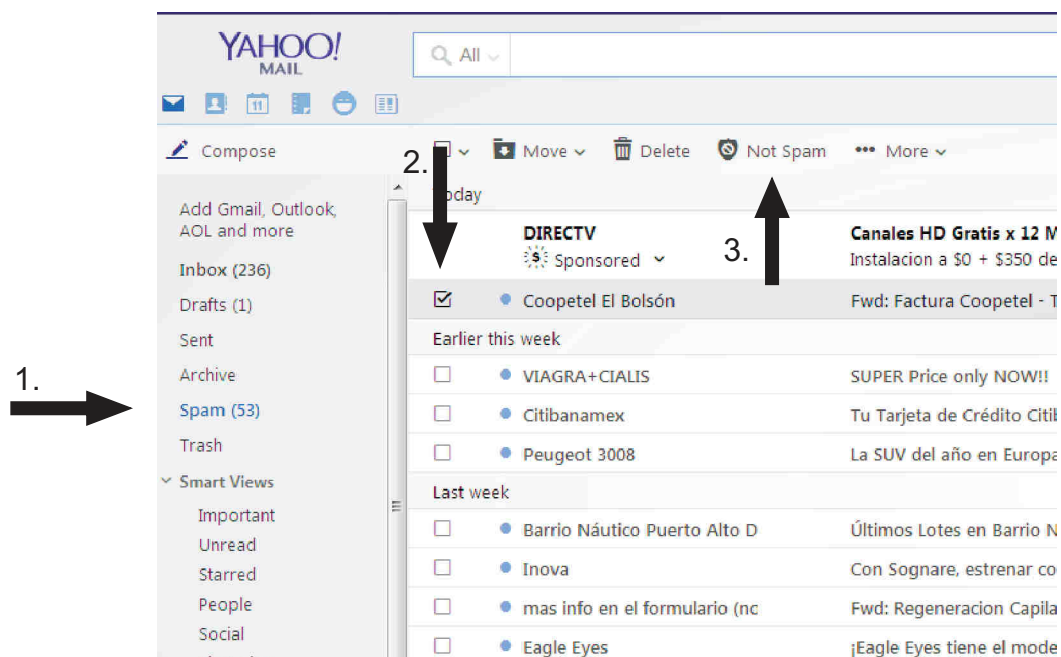 YAHOO!
MAIL
All
11
Compose
2.
Move
Delete
Not Spam
More
Add Gmail, Outlook,
AOL and more
Inbox (236)
Drafts (1)
Sent
Archive
1.
Spam (53)
Trash
Smart Views
Important
Unread
Starred
People
Social
Today
DIRECTV
Canales HD Gratis x 12 M
Sponsored
3.
Instalacion a $0 + $350 de
Coopetel El Bolsón
Fwd: Factura Coopetel - T
Earlier this week
VIAGRA+CIALIS
SUPER Price only NOW!!
Citibanamex
Tu Tarjeta de Crédito Citib
Peugeot 3008
La SUV del año en Europa
Last week
Barrio Náutico Puerto Alto D
Últimos Lotes en Barrio N
Inova
Con Sognare, estrenar co
mas info en el formulario (nc
Fwd: Regeneracion Capila
Eagle Eyes
¡Eagle Eyes tiene el mode